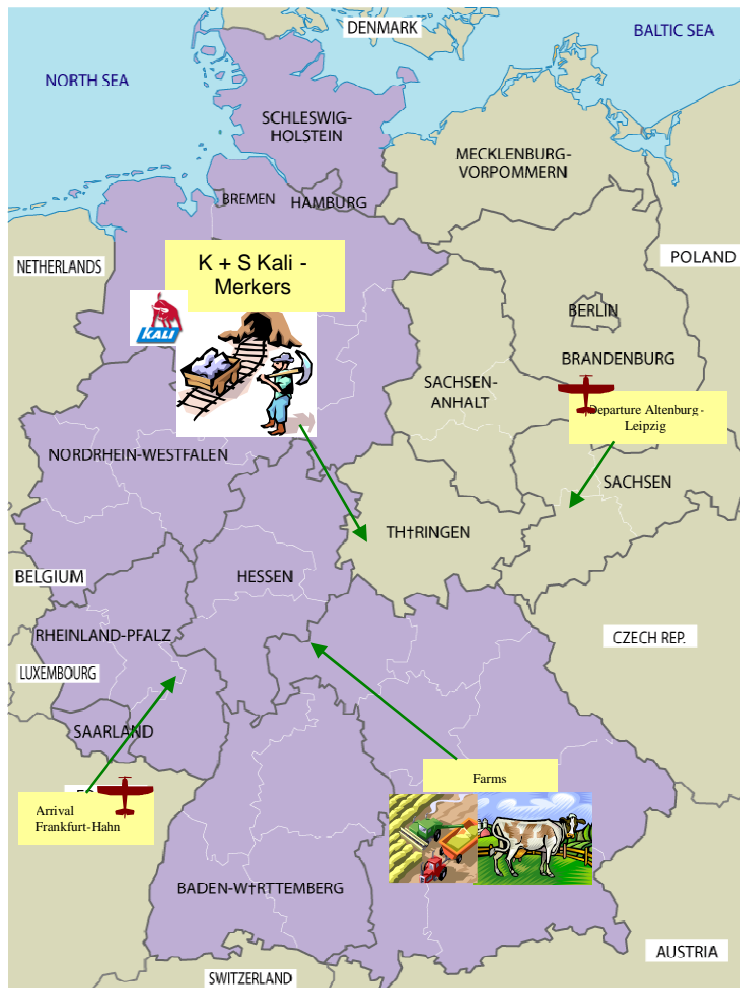 DENMARK
BALTIC SEA
NORTH SEA
SCHLESWIG-
HOLSTEIN
MECKLENBURG-
VORPOMMERN
BREMEN
HAMBURG
NETHERLANDS
POLAND
K + S Kali -
Merkers
KALI
BERLIN
BRANDENBURG
SACHSEN-
ANHALT
Departure Altenburg -
Leipzig
NORDRHEIN-WESTFALEN
SACHSEN
TH†RINGEN
BELGIUM
HESSEN
RHEINLAND-PFALZ
CZECH REP.
LUXEMBOURG
SAARLAND
Farms
Arrival
Frankfurt-Hahn
BADEN-W†RTTEMBERG
AUSTRIA
SWITZERLAND